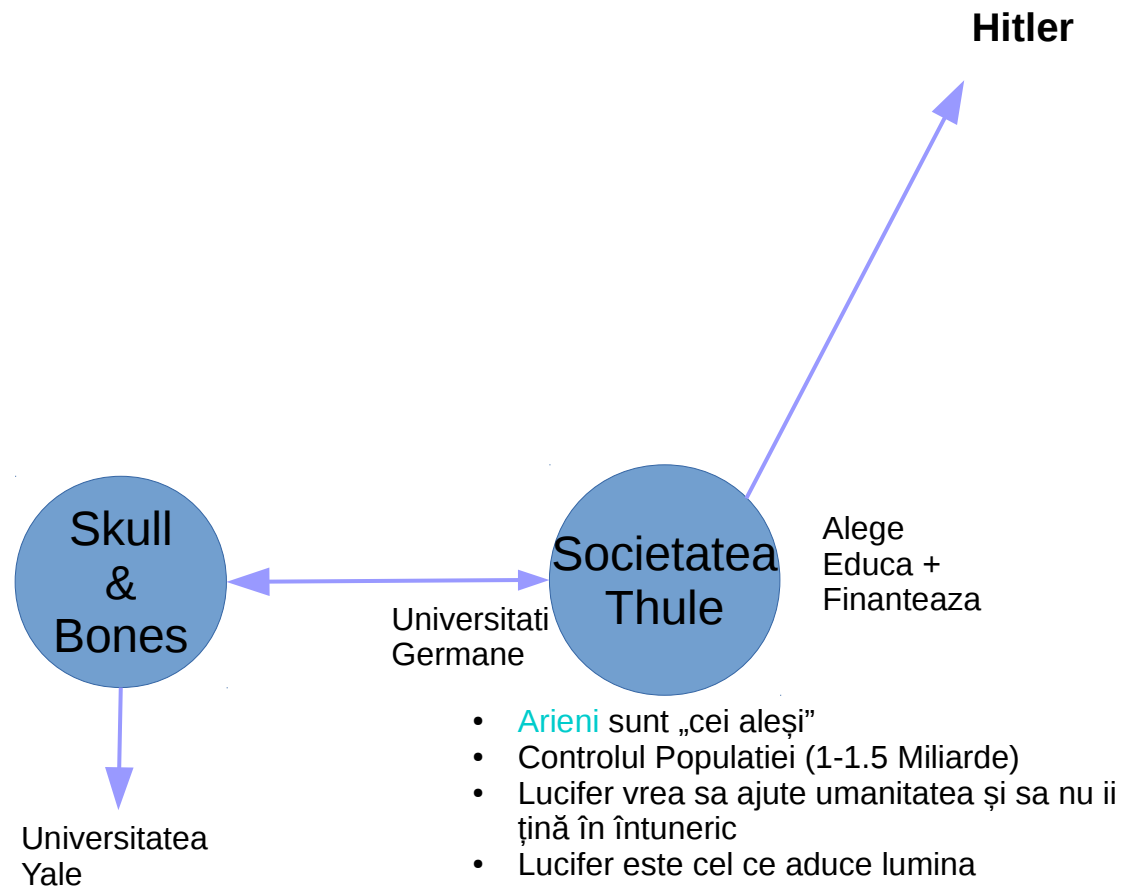 Hitler
Skull
&
Bones
Societatea
Thule
Alege
Educa +
Finanteaza
Universitati
Germane
• Arieni sunt „cei aleși”
• Controlul Populatiei (1-1.5 Miliarde)
• Lucifer vrea sa ajute umanitatea și sa nu ii
țină în întuneric
• Lucifer este cel ce aduce lumina
Universitatea
Yale